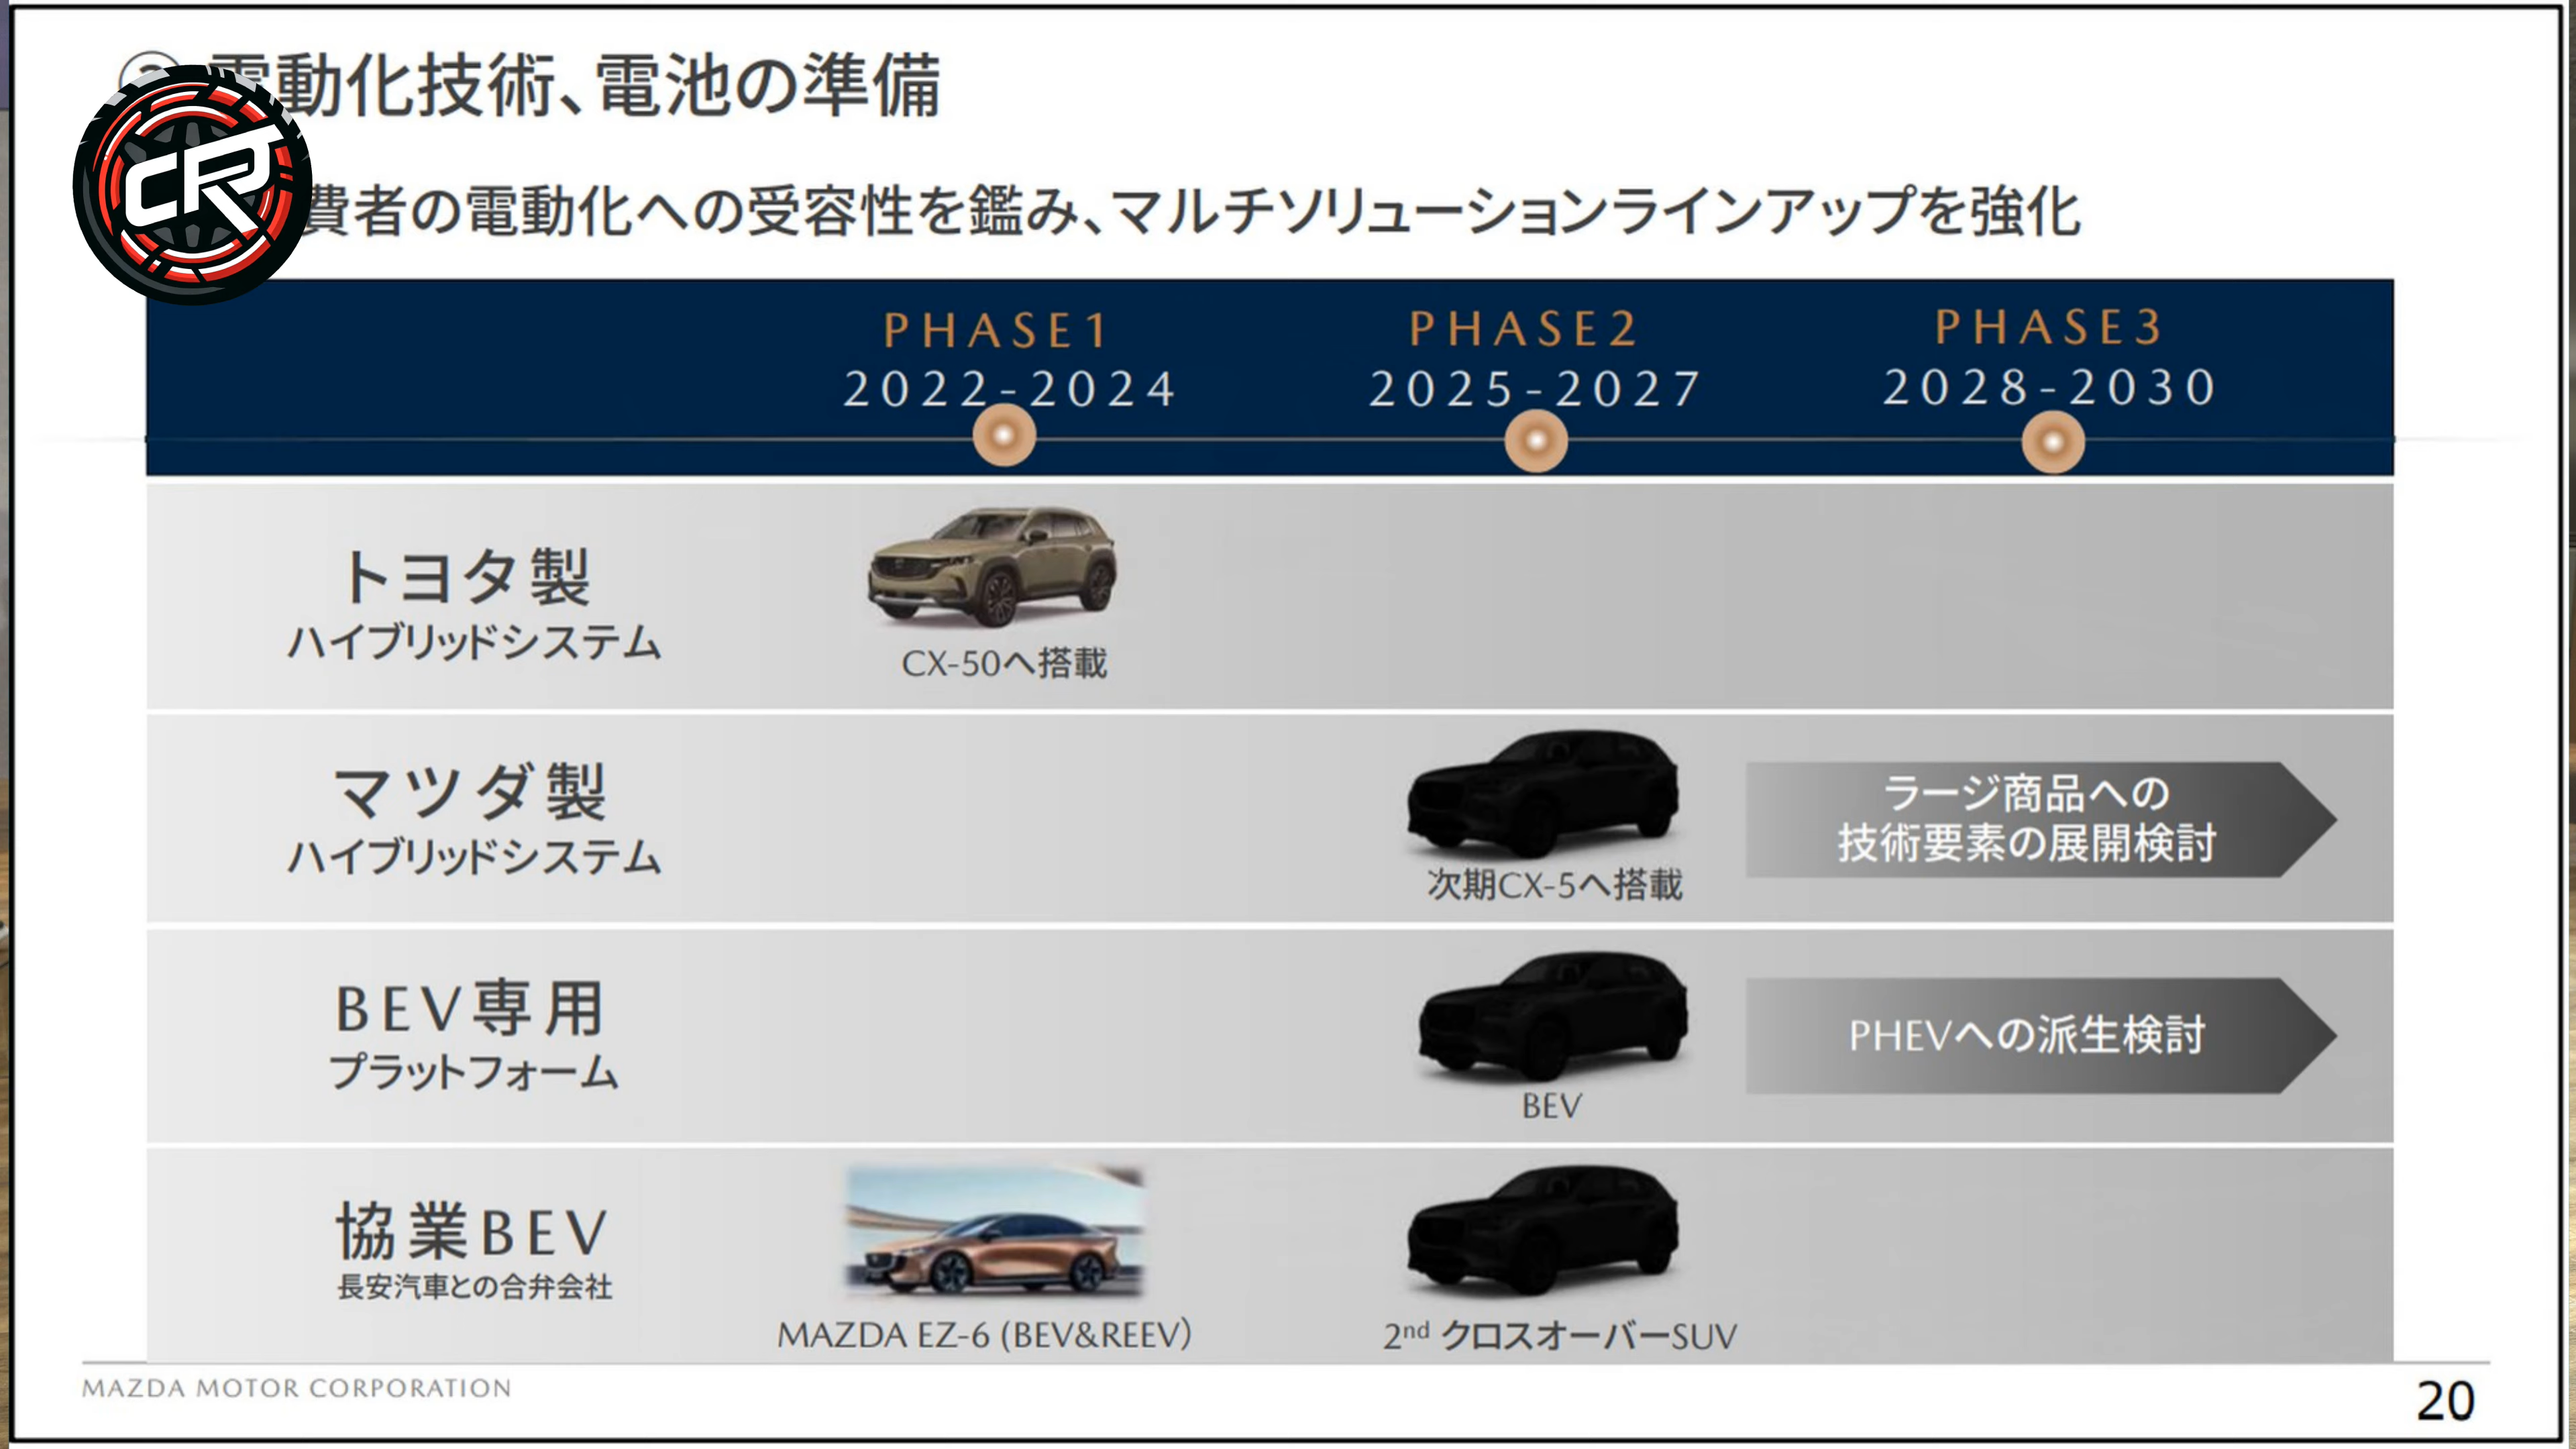 動化技術、電池の準備
費者の電動化への受容性を鑑み、マルチソリューションラインアップを強化
CR
PHASE1
2022-2024
PHASE2
2025-2027
PHASE3
2028-2030
トヨタ製
ハイブリッドシステム
CX-50へ搭載
マツダ製
ハイブリッドシステム
次期CX-5へ搭載
ラージ商品への
技術要素の展開検討
BEV専用
プラットフォーム
BEV
PHEVへの派生検討
協業BEV
長安汽車との合弁会社
MAZDA EZ-6 (BEV&REEV)
2nd クロスオーバーSUV
MAZDA MOTOR CORPORATION
20